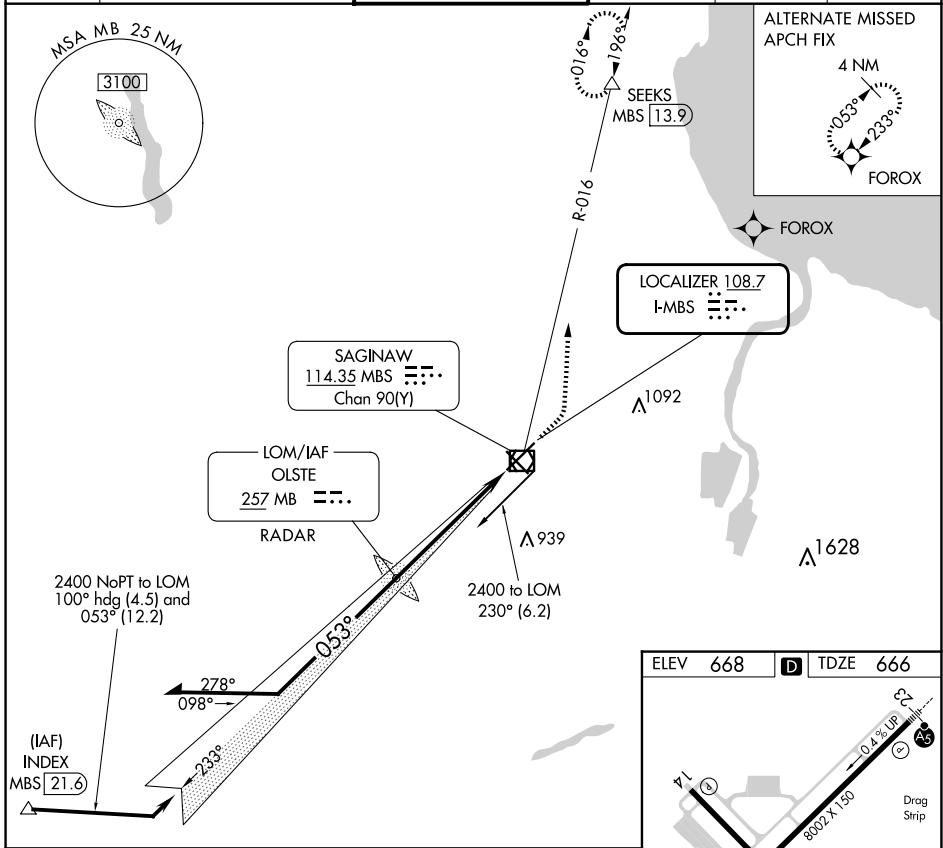 MSA MB 25 NM
3100
016°
196°
SEEKS
MBS 13.9
ALTERNATE MISSED
APCH FIX
4 NM
053°
233°
FOROX
R-016
FOROX
LOCALIZER 108.7
I-MBS
SAGINAW
114.35 MBS
Chan 90(Y)
1092
LOM/IAF
OLSTE
257 MB
RADAR
939
1628
2400 NoPT to LOM
100° hdg (4.5) and
053° (12.2)
2400 to LOM
230° (6.2)
053°
278°
098°
233°
(IAF)
INDEX
MBS 21.6
ELEV 668 D TDZE 666
23
A5
P
0.4% UP
14
P
8002 X 150
Drag
Strip